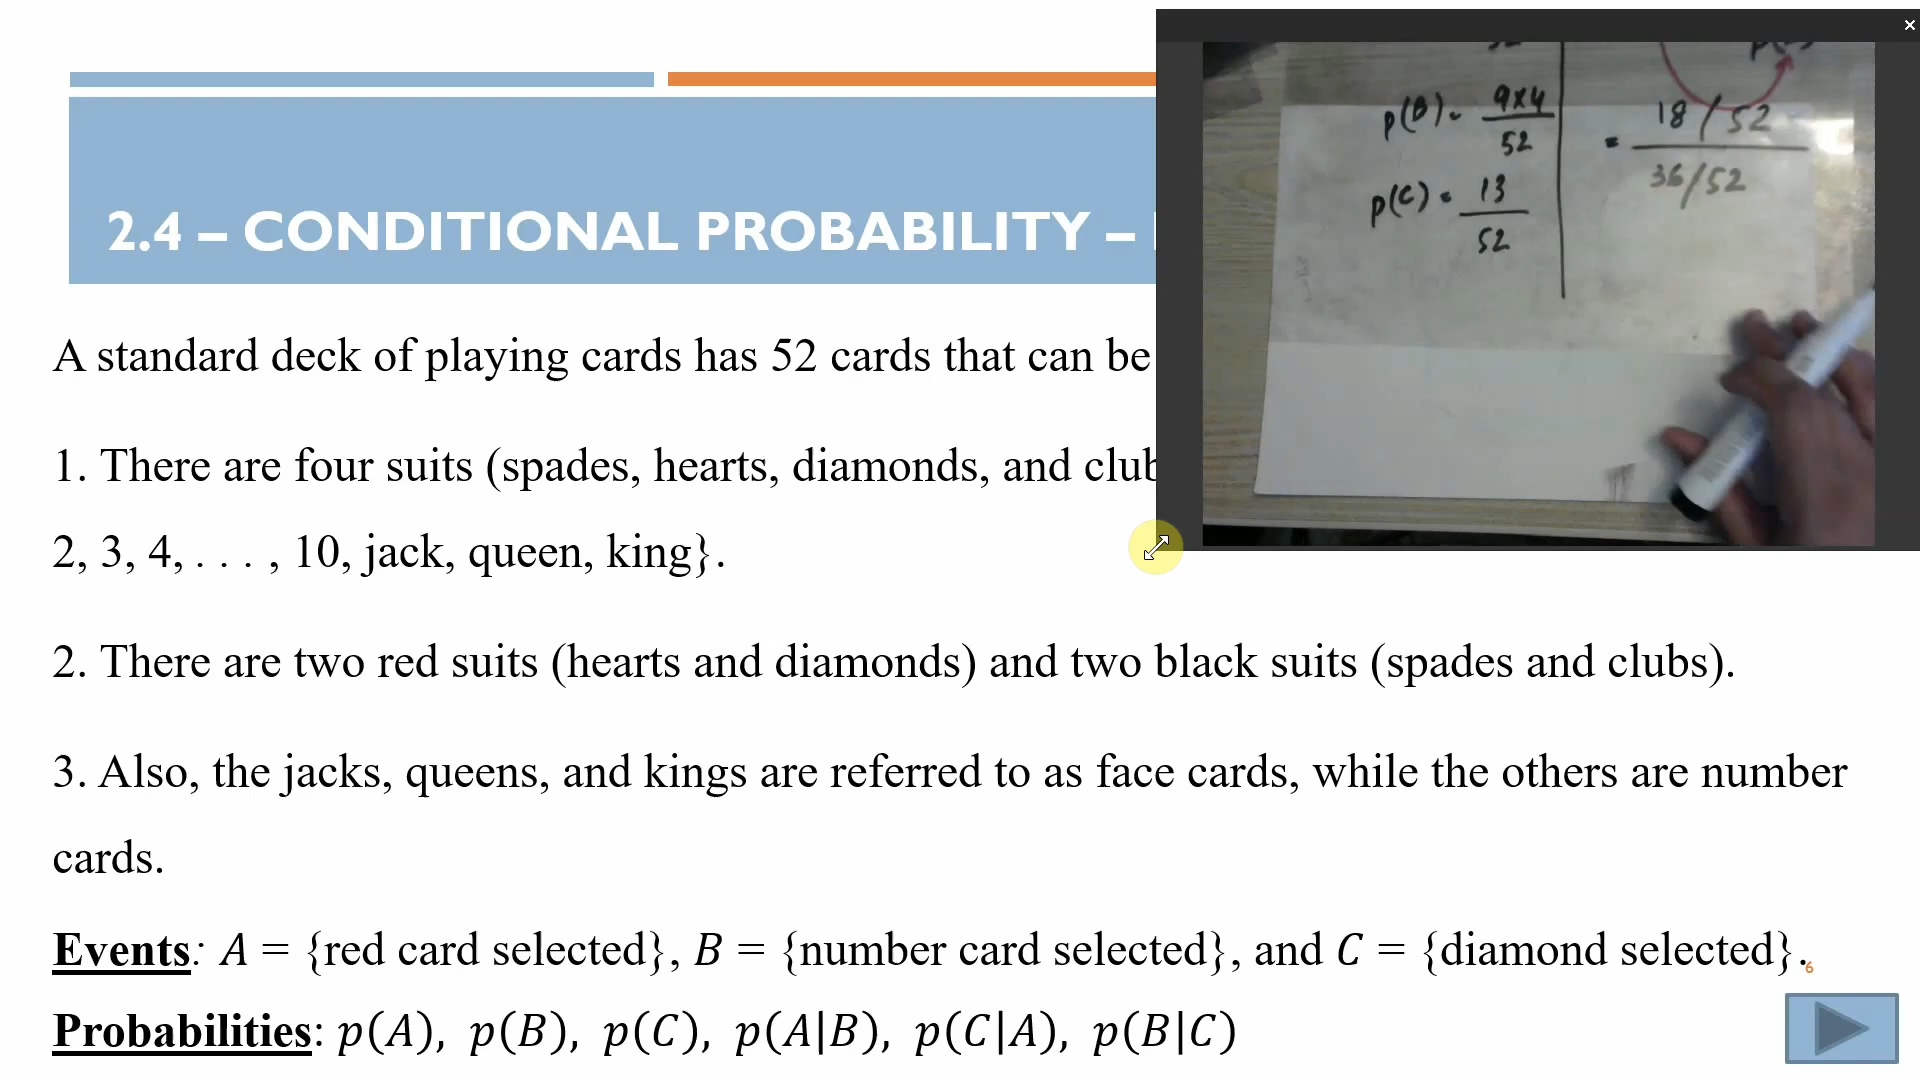 2.4 – CONDITIONAL PROBABILITY –
A standard deck of playing cards has 52 cards that can be
1. There are four suits (spades, hearts, diamonds, and club
2, 3, 4, . . . , 10, jack, queen, king}.
2. There are two red suits (hearts and diamonds) and two black suits (spades and clubs).
3. Also, the jacks, queens, and kings are referred to as face cards, while the others are number
cards.
Events: A = {red card selected}, B = {number card selected}, and C = {diamond selected}.
6
Probabilities: p(A), p(B), p(C), p(A|B), p(C|A), p(B|C)
p(B) = 9x4
52
p(C) = 13
52
= 18 / 52
36/52